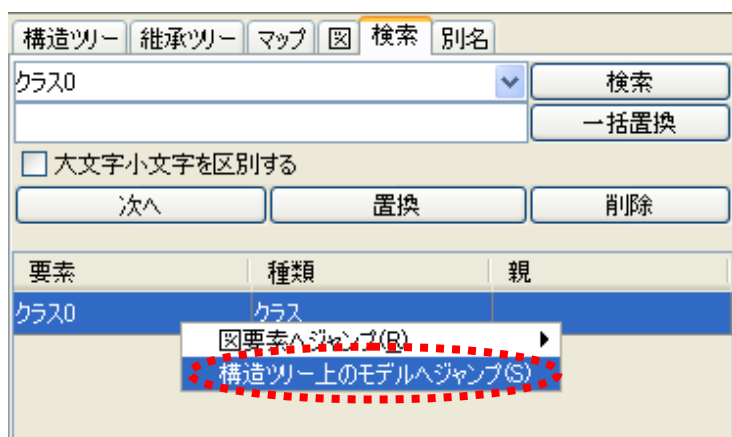 構造ツリー 継承ツリー マップ 図 検索 別名
クラス0 検索
一括置換
大文字小文字を区別する
次へ 置換 削除
要素 種類 親
クラス0 クラス
図要素へジャンプ(R)
構造ツリー上のモデルへジャンプ(S)